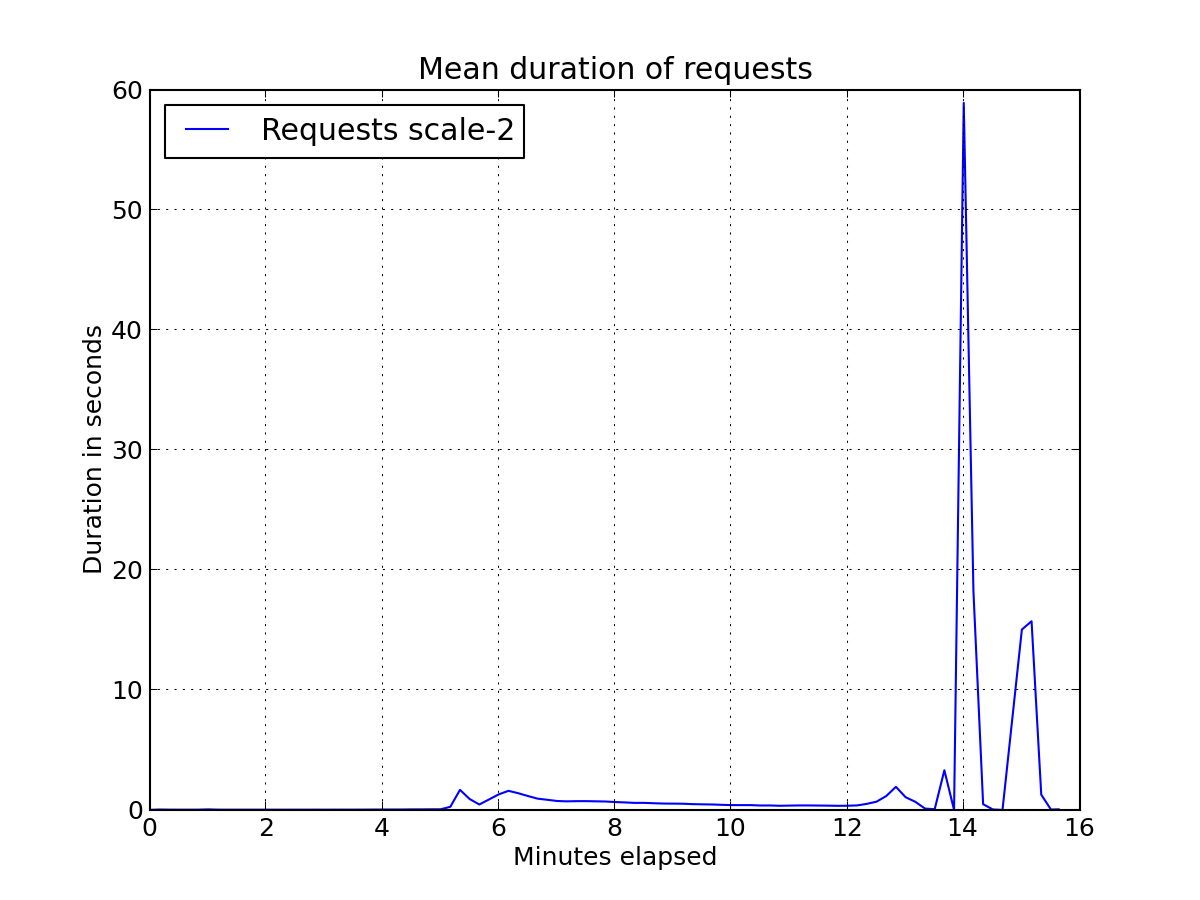 Mean duration of requests
Requests scale-2
60
50
40
30
20
10
0
Duration in seconds
0 2 4 6 8 10 12 14 16
Minutes elapsed